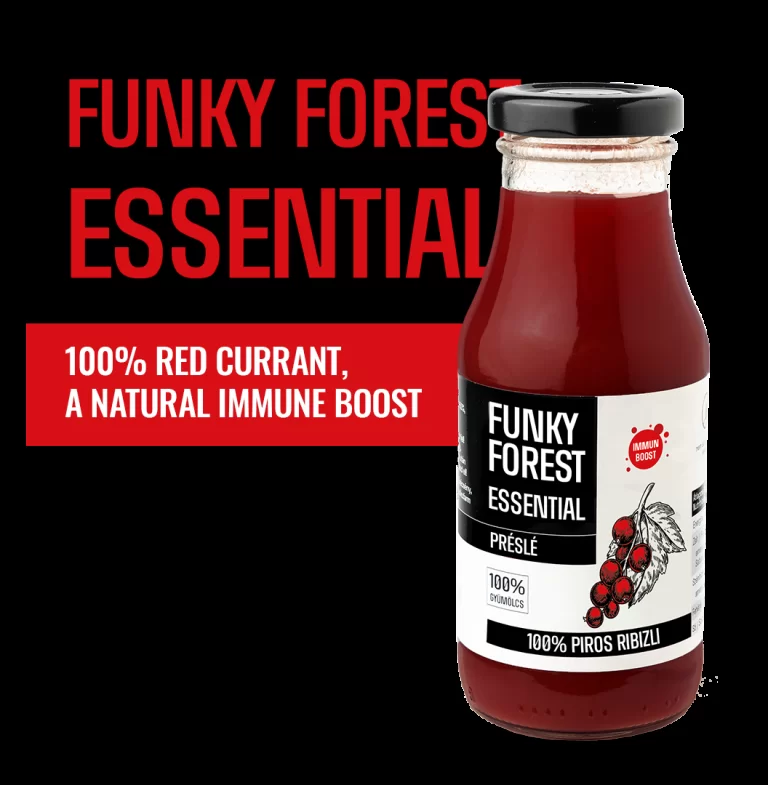 FUNKY FOREST
ESSENTIAL
100% RED CURRANT,
A NATURAL IMMUNE BOOST
FUNKY
FOREST
ESSENTIAL
PRÉSLÉ
IMMUN
BOOST
100%
GYÜMÖLCS
100% PIROS RIBIZLI